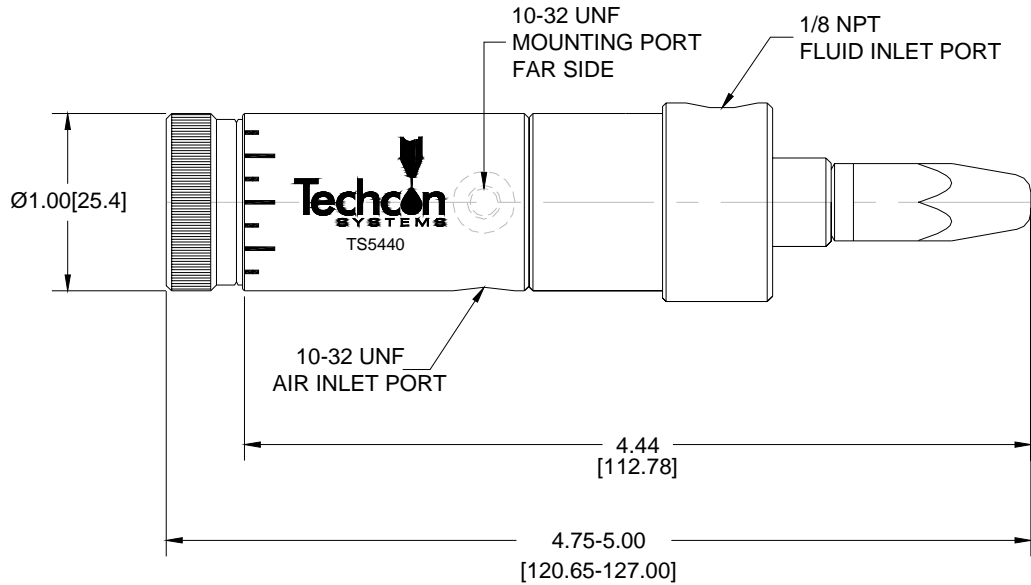 10-32 UNF
MOUNTING PORT
FAR SIDE
1/8 NPT
FLUID INLET PORT
Ø1.00[25.4]
Techcon
SYSTEMS
TS5440
10-32 UNF
AIR INLET PORT
4.44
[112.78]
4.75-5.00
[120.65-127.00]